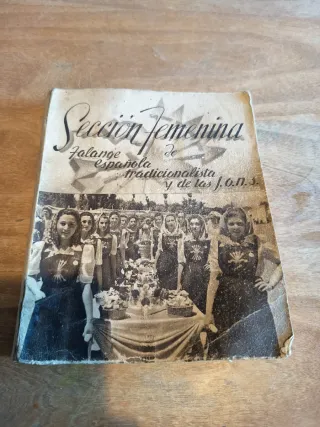 Sección Femenina
de
Falange
española
tradicionalista
y de las J.O.N.S.